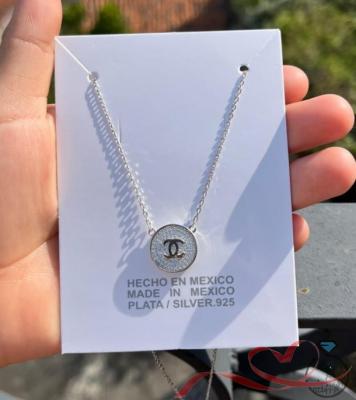 HECHO EN MEXICO
MADE IN MEXICO
PLATA / SILVER.925